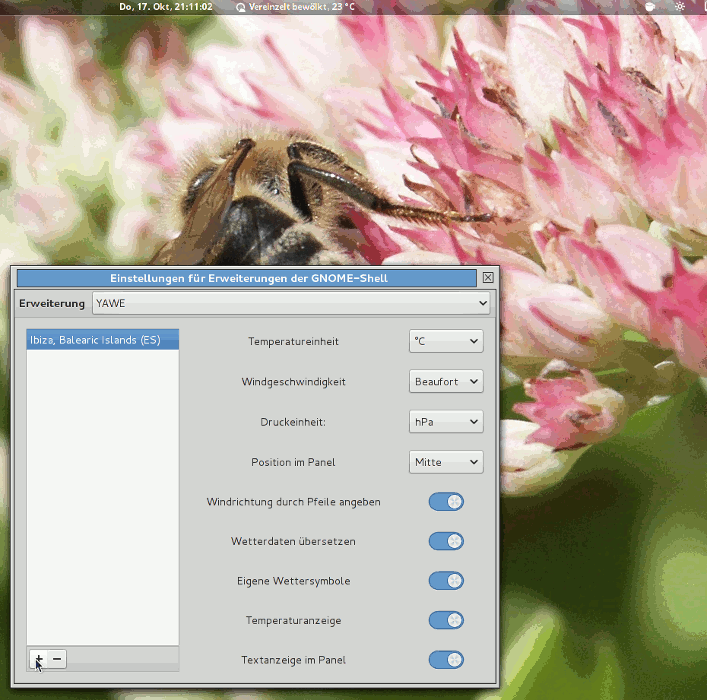 Do, 17. Okt, 21:11:02 Vereinzelt bewölkt, 23 °C
Einstellungen für Erweiterungen der GNOME-Shell
Erweiterung YAWE
Ibiza, Balearic Islands (ES)
Temperatureinheit °C
Windgeschwindigkeit Beaufort
Druckeinheit: hPa
Position im Panel Mitte
Windrichtung durch Pfeile angeben
Wetterdaten übersetzen
Eigene Wettersymbole
Temperaturanzeige
Textanzeige im Panel